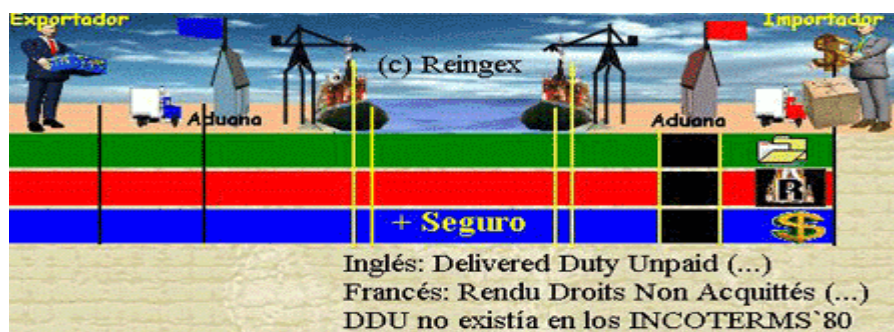 Exportador
Importador
(c) Reingex
Aduana
Aduana
R
+ Seguro
$
Inglés: Delivered Duty Unpaid (...)
Francés: Rendu Droits Non Acquittés (...)
DDU no existía en los INCOTERMS`80